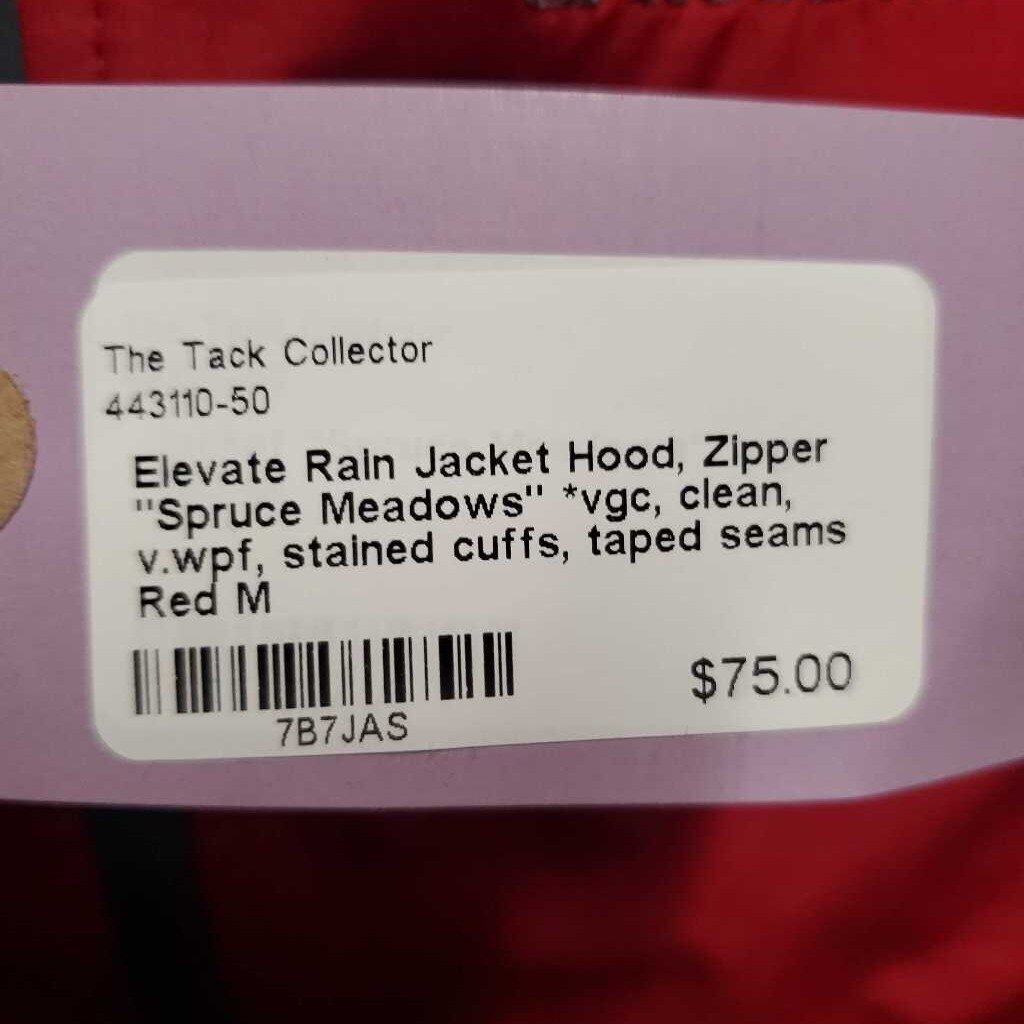 The Tack Collector
443110-50
Elevate Rain Jacket Hood, Zipper
"Spruce Meadows" *vgc, clean,
v.wpf, stained cuffs, taped seams
Red M
$75.00
7B7JAS